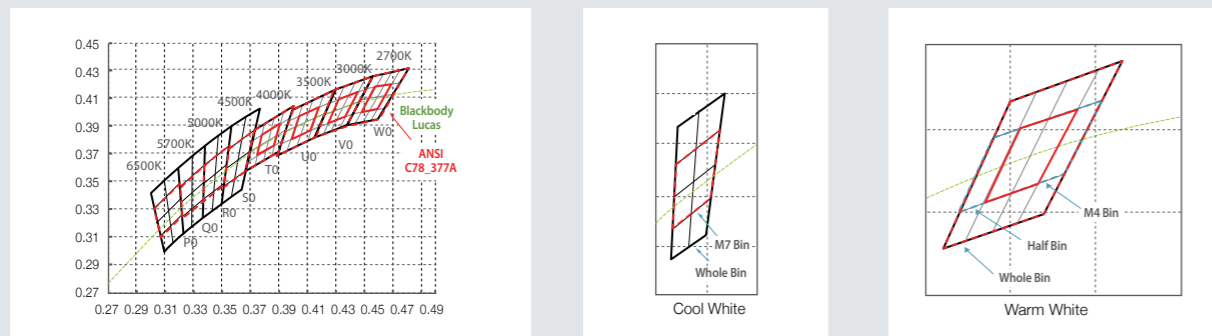 0.45
0.43
0.41
0.39
0.37
0.35
0.33
0.31
0.29
0.27
0.27 0.29 0.31 0.33 0.35 0.37 0.39 0.41 0.43 0.45 0.47 0.49
6500K
5700K
5000K
4500K
4000K
3500K
3000K
2700K
P0
Q0
R0
S0
T0
U0
V0
W0
Blackbody
Lucas
ANSI
C78_377A
M7 Bin
Whole Bin
Cool White
M4 Bin
Half Bin
Whole Bin
Warm White